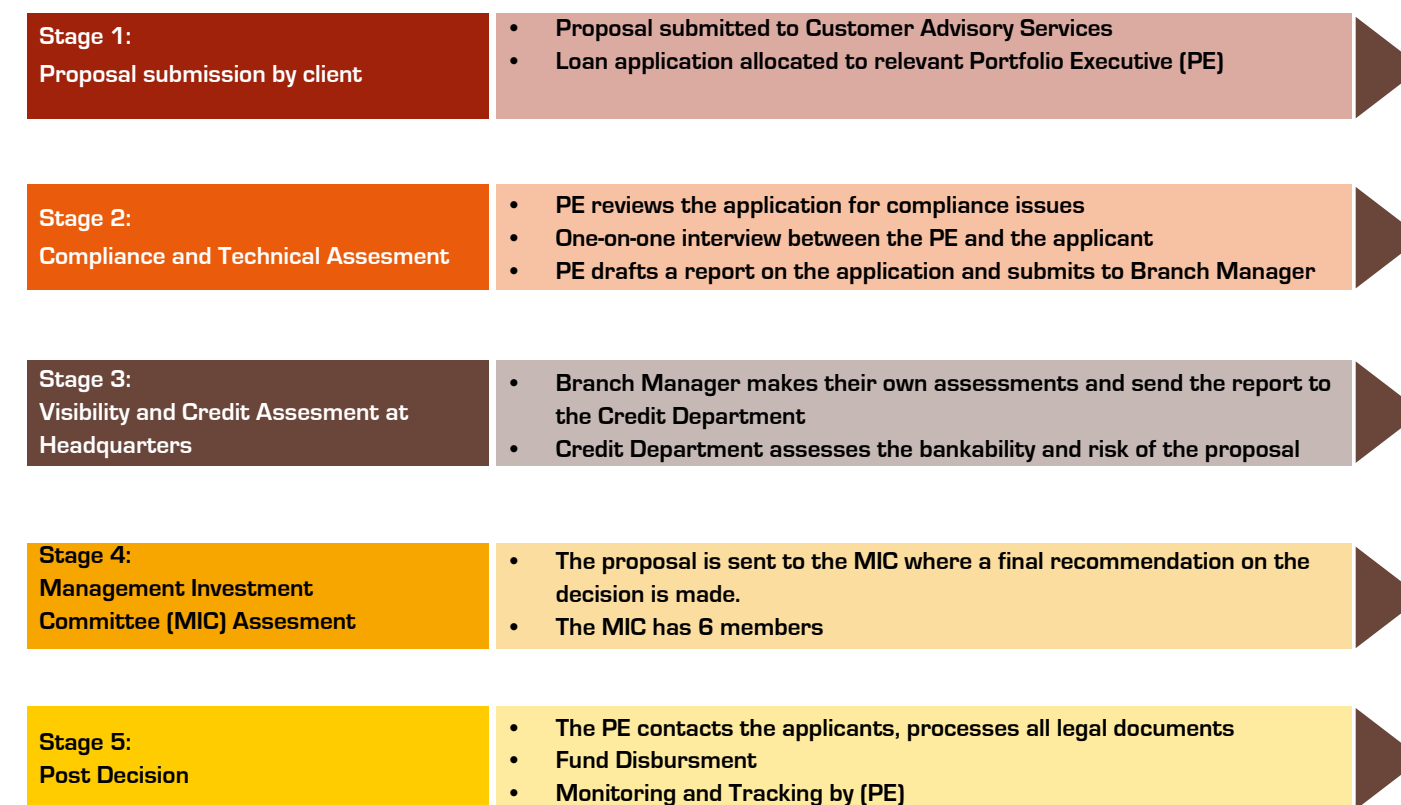 Stage 1:
Proposal submission by client
• Proposal submitted to Customer Advisory Services
• Loan application allocated to relevant Portfolio Executive (PE)
Stage 2:
Compliance and Technical Assesment
• PE reviews the application for compliance issues
• One-on-one interview between the PE and the applicant
• PE drafts a report on the application and submits to Branch Manager
Stage 3:
Visibility and Credit Assesment at
Headquarters
• Branch Manager makes their own assessments and send the report to
the Credit Department
• Credit Department assesses the bankability and risk of the proposal
Stage 4:
Management Investment
Committee (MIC) Assesment
• The proposal is sent to the MIC where a final recommendation on the
decision is made.
• The MIC has 6 members
Stage 5:
Post Decision
• The PE contacts the applicants, processes all legal documents
• Fund Disbursment
• Monitoring and Tracking by (PE)